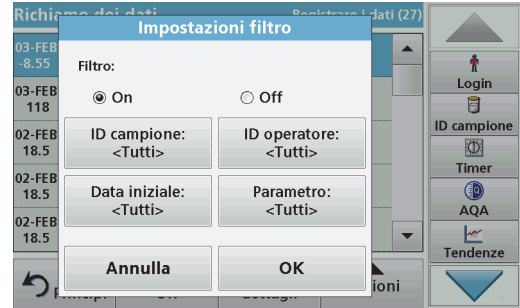 Richiamo dei dati
Registrare i dati (27)
Impostazioni filtro
03-FEB
-8.55
03-FEB
118
02-FEB
18.5
02-FEB
18.5
02-FEB
18.5
Filtro:
On
Off
ID campione:
<Tutti>
ID operatore:
<Tutti>
Data iniziale:
<Tutti>
Parametro:
<Tutti>
Annulla
OK
Login
ID campione
Timer
AQA
Tendenze